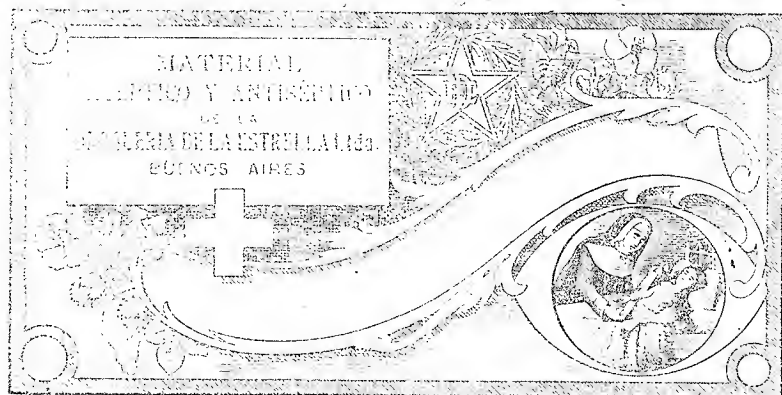 MATERIAL
Y ANTISÉPTICO
DE LA
DE LA ESTRELLA Ltda.
BUENOS AIRES